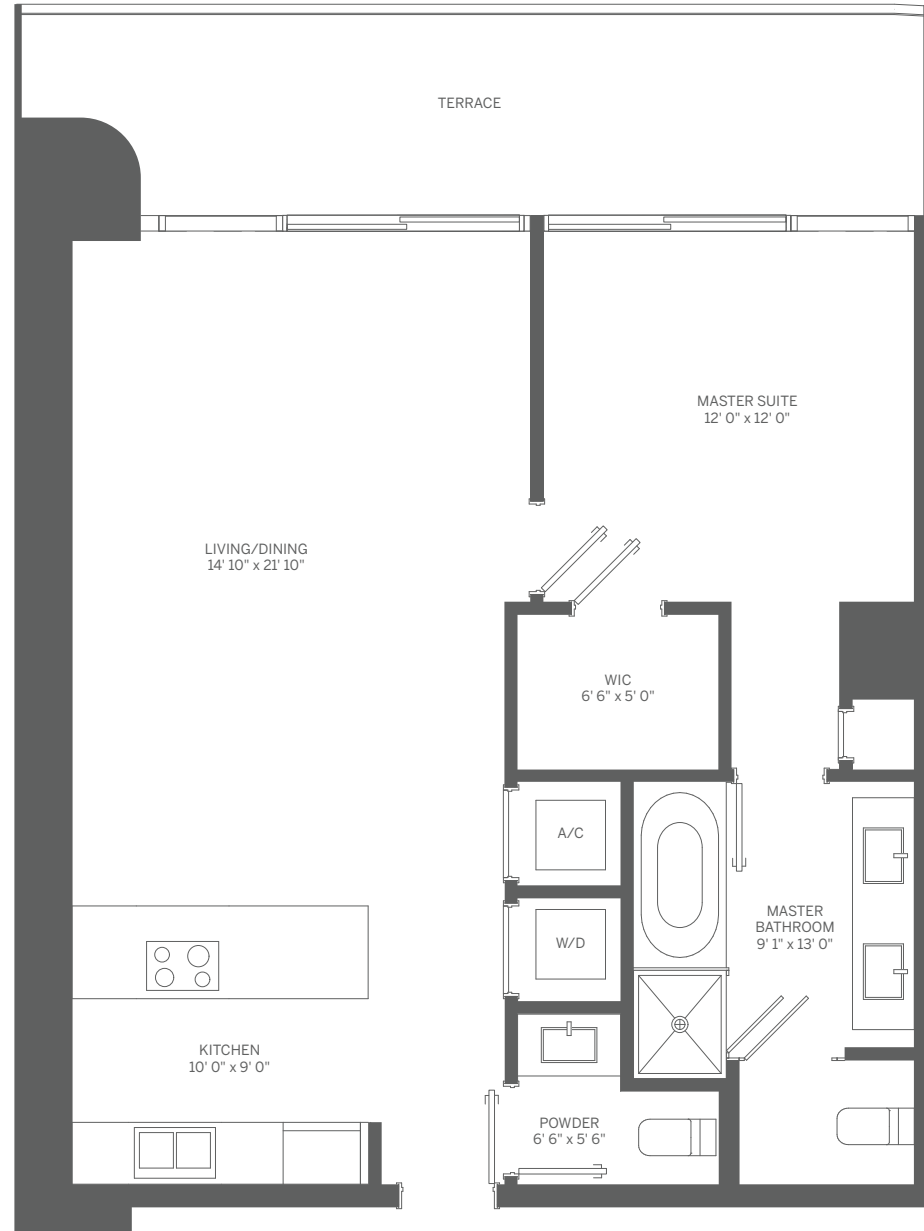 TERRACE
MASTER SUITE
12' 0" x 12' 0"
LIVING/DINING
14' 10" x 21' 10"
WIC
6' 6" x 5' 0"
A/C
W/D
MASTER
BATHROOM
9' 1" x 13' 0"
KITCHEN
10' 0" x 9' 0"
POWDER
6' 6" x 5' 6"